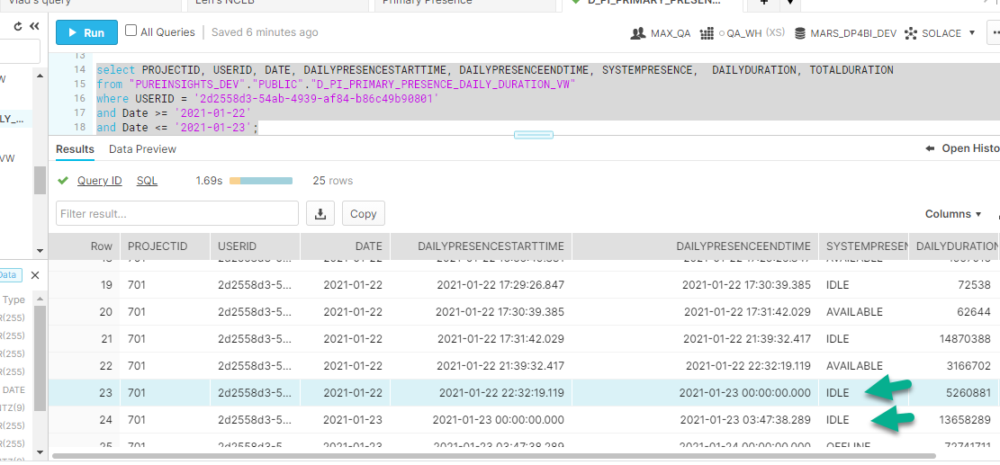 Vlad's query
Len's NCEB
Primary Presence
D_PI_PRIMARY_PRESEN...
Run
All Queries
Saved 6 minutes ago
MAX_QA
QA_WH (XS)
MARS_DP4BI_DEV
SOLACE
13
14 select PROJECTID, USERID, DATE, DAILYPRESENCESTARTTIME, DAILYPRESENCEENDTIME, SYSTEMPRESENCE, DAILYDURATION, TOTALDURATION
15 from "PUREINSIGHTS_DEV"."PUBLIC"."D_PI_PRIMARY_PRESENCE_DAILY_DURATION_VW"
16 where USERID = '2d2558d3-54ab-4939-af84-b86c49b90801'
17 and Date >= '2021-01-22'
18 and Date <= '2021-01-23';
LY_...
VW
Results
Data Preview
Open Histo
Query ID
SQL
1.69s
25 rows
Filter result...
Copy
Columns
Row PROJECTID USERID DATE DAILYPRESENCESTARTTIME DAILYPRESENCEENDTIME SYSTEMPRESEN DAILYDURATION
19 701 2d2558d3-5... 2021-01-22 2021-01-22 17:29:26.847 2021-01-22 17:30:39.385 IDLE 72538
20 701 2d2558d3-5... 2021-01-22 2021-01-22 17:30:39.385 2021-01-22 17:31:42.029 AVAILABLE 62644
21 701 2d2558d3-5... 2021-01-22 2021-01-22 17:31:42.029 2021-01-22 21:39:32.417 IDLE 14870388
22 701 2d2558d3-5... 2021-01-22 2021-01-22 21:39:32.417 2021-01-22 22:32:19.119 AVAILABLE 3166702
23 701 2d2558d3-5... 2021-01-22 2021-01-22 22:32:19.119 2021-01-23 00:00:00.000 IDLE 5260881
24 701 2d2558d3-5... 2021-01-23 2021-01-23 00:00:00.000 2021-01-23 03:47:38.289 IDLE 13658289
25 701 2d2558d3-5... 2021-01-23 2021-01-23 03:47:38.289 2021-01-24 00:00:00.000 OFFLINE 72741711
Data
Type
R(255)
R(255)
R(255)
R(255)
DATE
NTZ(9)
R(255)
R(255)